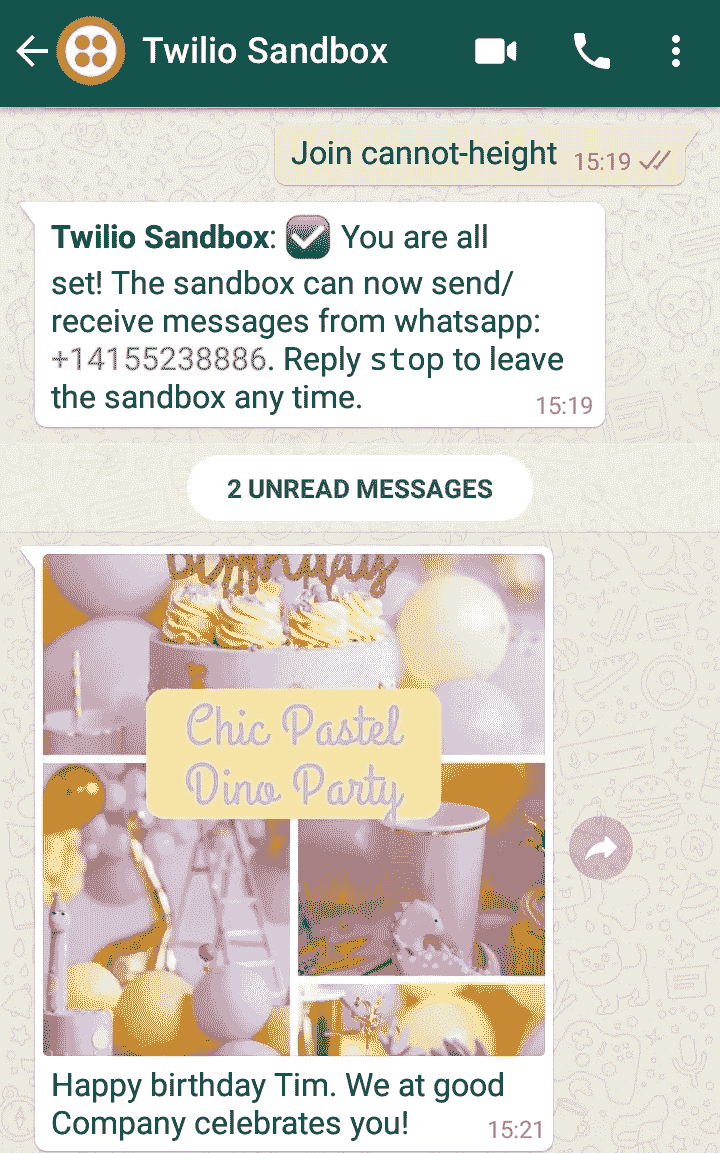 Twilio Sandbox
Join cannot-height 15:19
Twilio Sandbox: ✅ You are all
set! The sandbox can now send/
receive messages from whatsapp:
+14155238886. Reply stop to leave
the sandbox any time. 15:19
2 UNREAD MESSAGES
birthday
Chic Pastel
Dino Party
Happy birthday Tim. We at good
Company celebrates you! 15:21